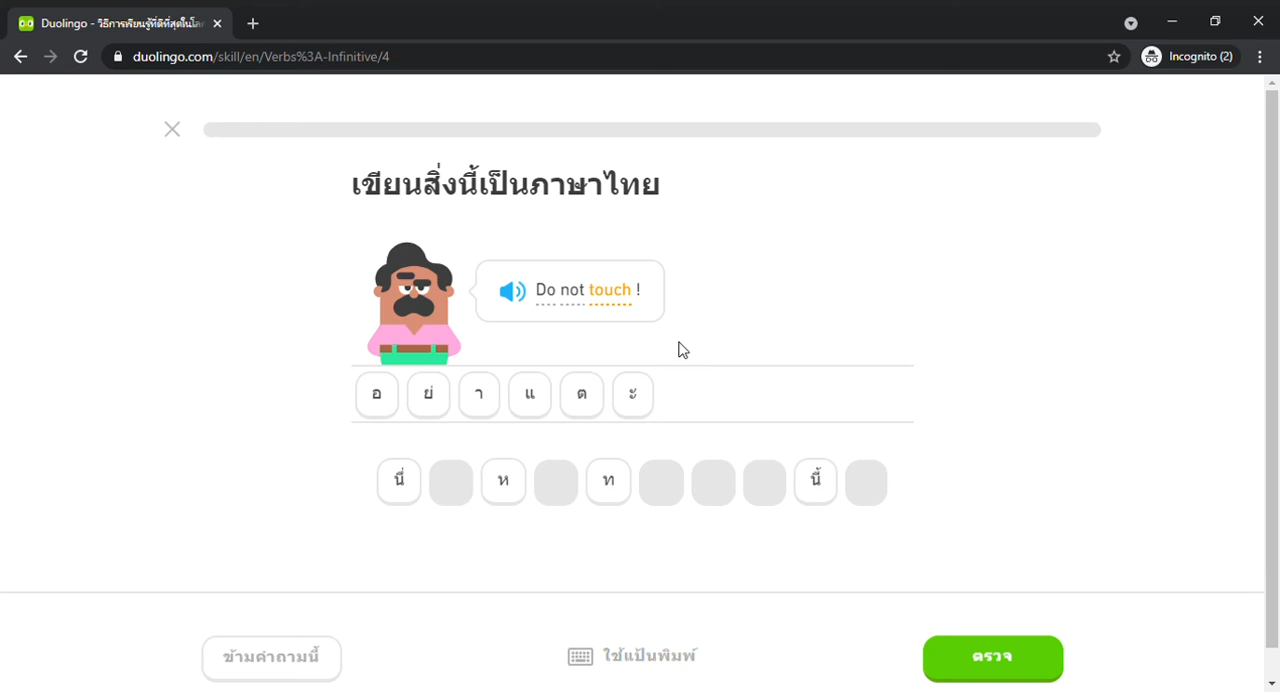 Duolingo - วิธีการเรียนรู้ที่ดีที่สุดในโลก
duolingo.com/skill/en/Verbs%3A-Infinitive/4
Incognito (2)
เขียนสิ่งนี้เป็นภาษาไทย
Do not touch !
อ ย่ า แ ต ะ
นี่ ห ท นี้
ข้ามคำถามนี้
ใช้แป้นพิมพ์
ตรวจ